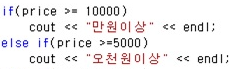 if(price >= 10000)
    cout << "만원이상" << endl;
else if(price >=5000)
    cout << "오천원이상" << endl;